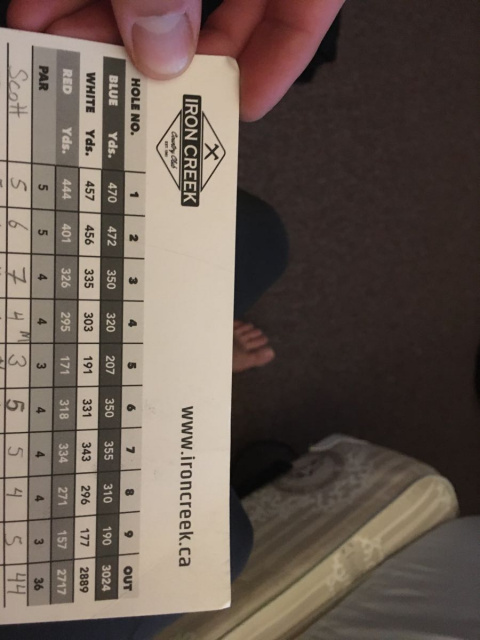 IRON CREEK
Country Club
www.ironcreek.ca
HOLE NO. 1 2 3 4 5 6 7 8 9 OUT
BLUE Yds. 470 472 350 320 207 350 355 310 190 3024
WHITE Yds. 457 456 335 303 191 331 343 296 177 2889
RED Yds. 444 401 326 295 171 318 334 271 157 2717
PAR 5 5 4 4 3 4 4 4 3 36
Scott 5 6 7 4 3 5 5 4 5 44